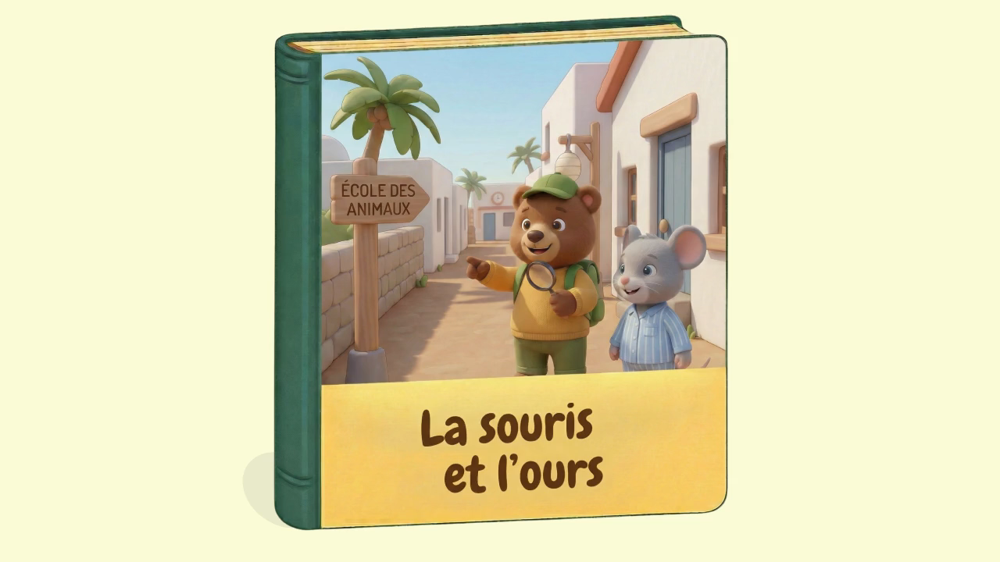 ÉCOLE DES
ANIMAUX
La souris
et l'ours